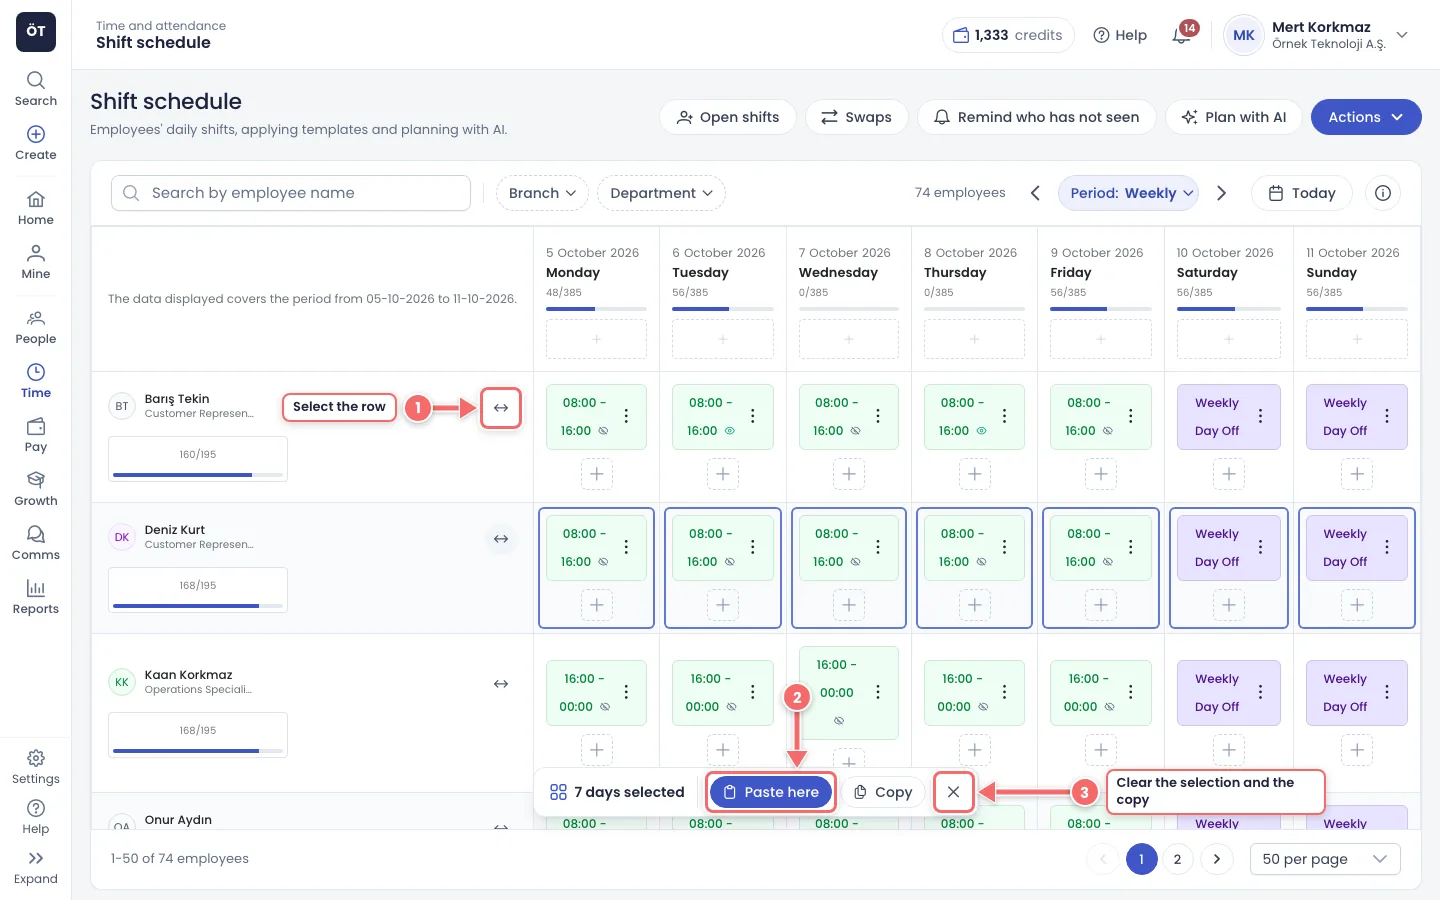 ÖT
Time and attendance
Shift schedule
1,333 credits
Help
14
MK
Mert Korkmaz
Örnek Teknoloji A.Ş.
Search
Create
Home
Mine
People
Time
Pay
Growth
Comms
Reports
Settings
Help
Expand
Shift schedule
Employees' daily shifts, applying templates and planning with AI.
Open shifts
Swaps
Remind who has not seen
Plan with AI
Actions
Search by employee name
Branch
Department
74 employees
Period: Weekly
Today
The data displayed covers the period from 05-10-2026 to 11-10-2026.
5 October 2026
Monday
48/385
6 October 2026
Tuesday
56/385
7 October 2026
Wednesday
0/385
8 October 2026
Thursday
0/385
9 October 2026
Friday
56/385
10 October 2026
Saturday
56/385
11 October 2026
Sunday
56/385
BT
Barış Tekin
Customer Represen...
160/195
Select the row
1
08:00 -
16:00
08:00 -
16:00
08:00 -
16:00
08:00 -
16:00
08:00 -
16:00
Weekly
Day Off
Weekly
Day Off
DK
Deniz Kurt
Customer Represen...
168/195
08:00 -
16:00
08:00 -
16:00
08:00 -
16:00
08:00 -
16:00
08:00 -
16:00
Weekly
Day Off
Weekly
Day Off
KK
Kaan Korkmaz
Operations Speciali...
168/195
16:00 -
00:00
16:00 -
00:00
16:00 -
00:00
16:00 -
00:00
16:00 -
00:00
Weekly
Day Off
Weekly
Day Off
2
7 days selected
Paste here
Copy
3
Clear the selection and the
copy
OA
Onur Aydın
08:00 -
08:00 -
08:00 -
08:00 -
08:00 -
Weekly
Weekly
1-50 of 74 employees
1
2
50 per page